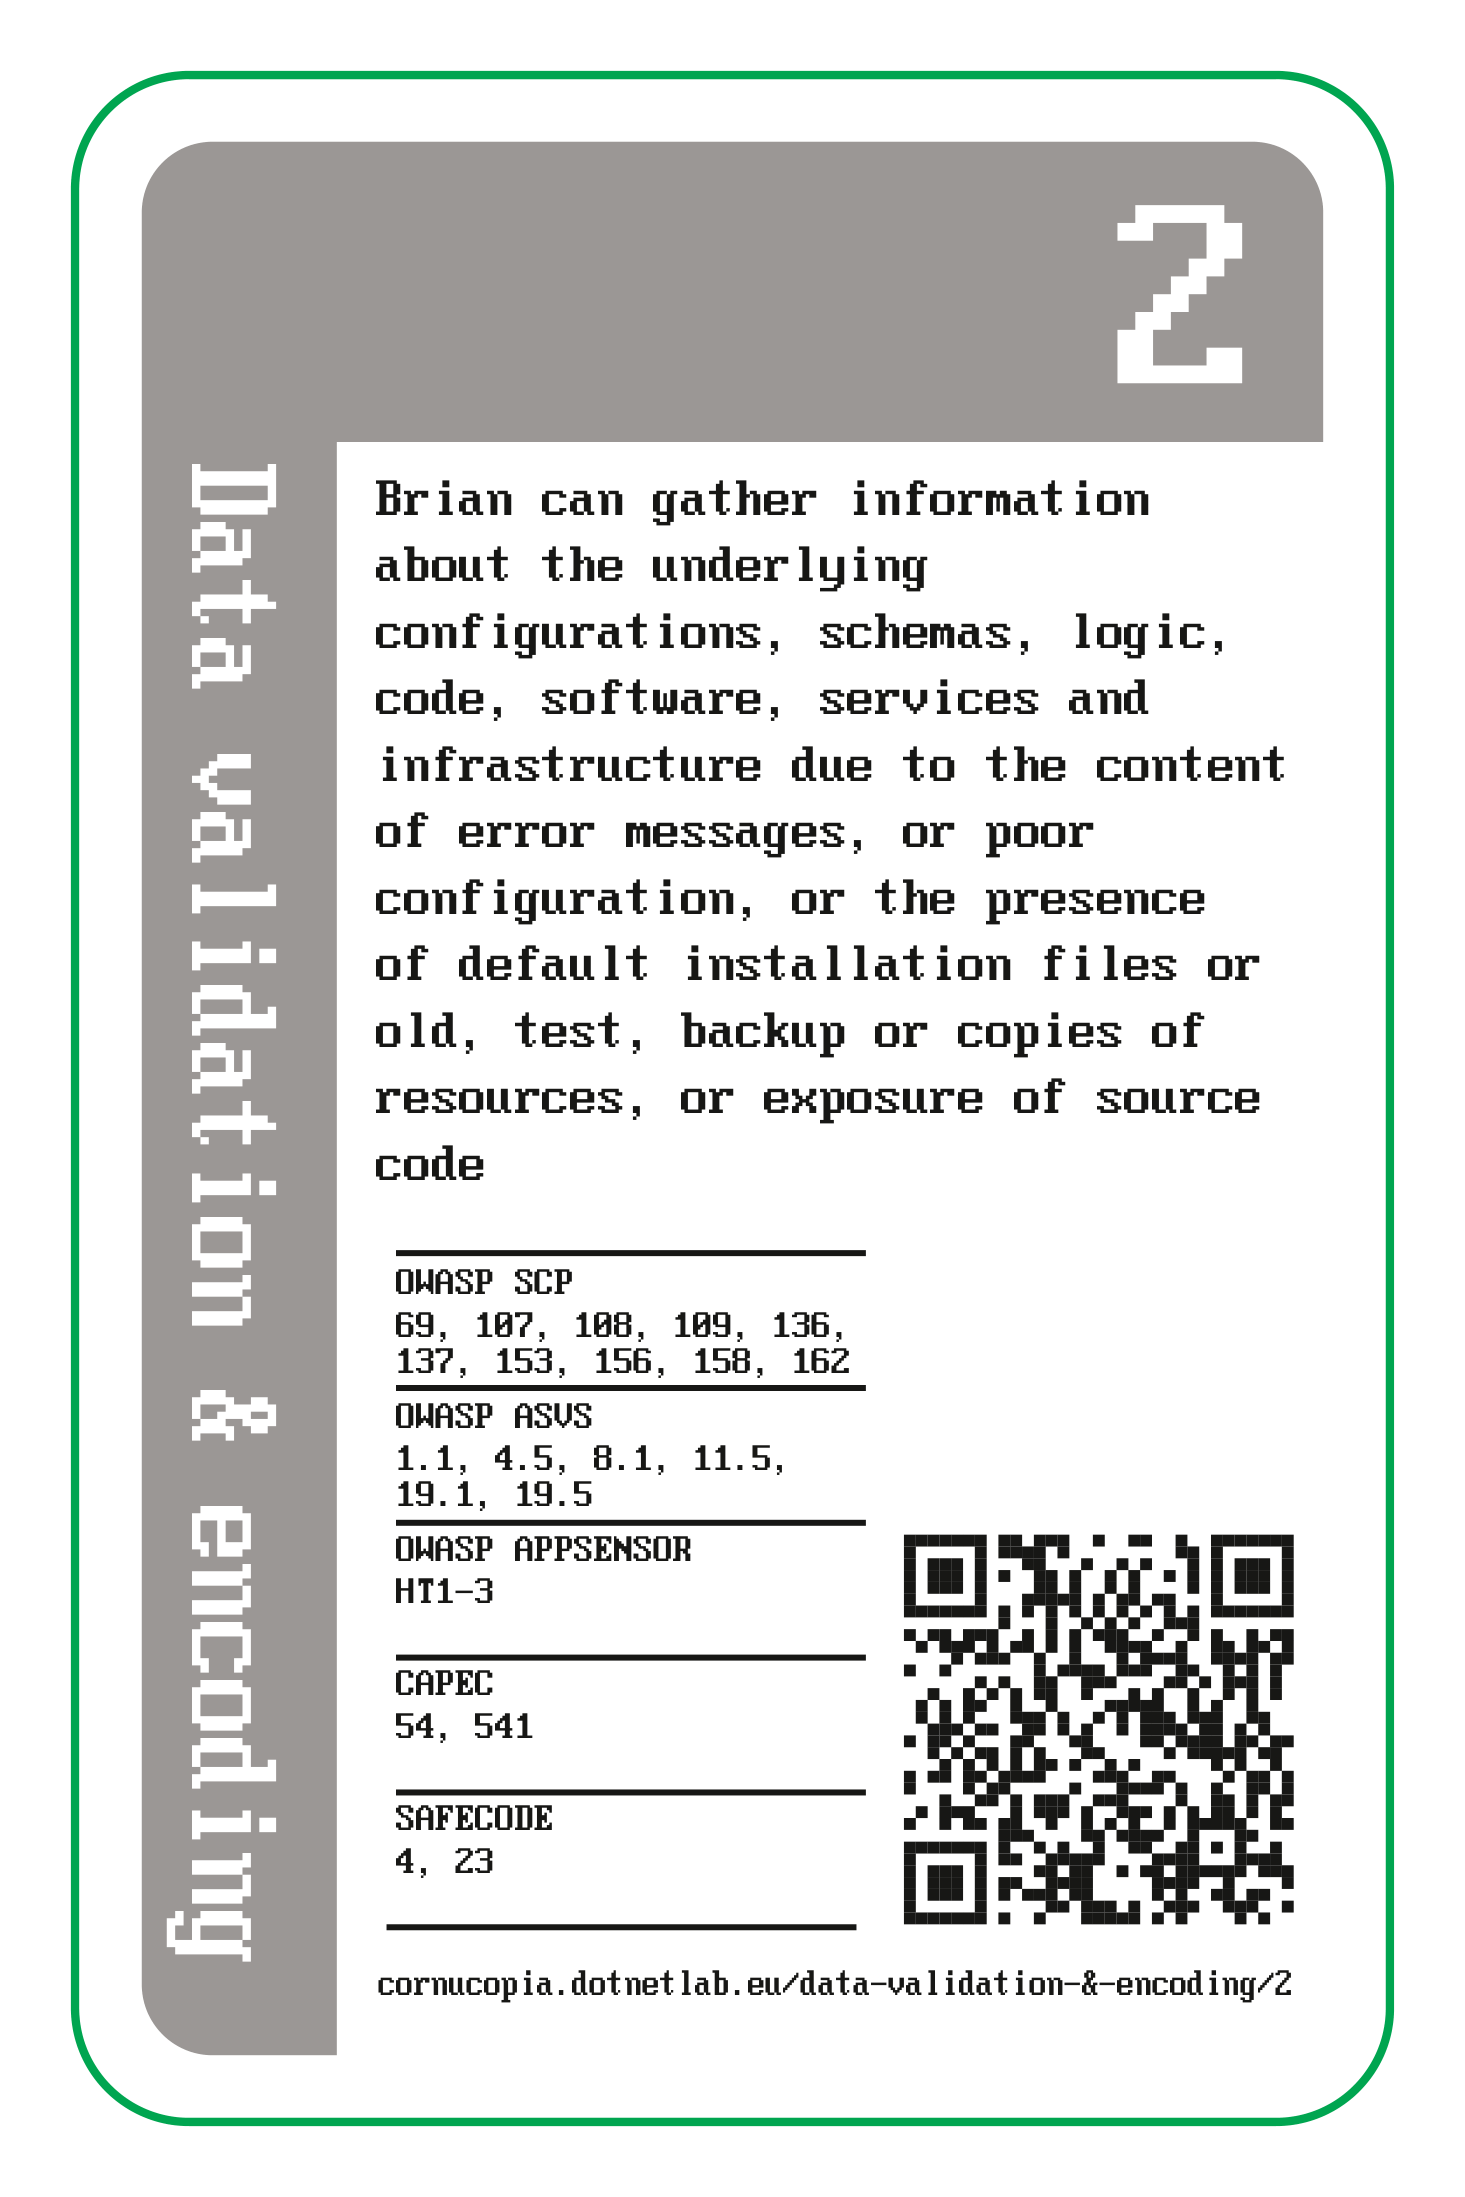 2
Data validation & encoding
Brian can gather information
about the underlying
configurations, schemas, logic,
code, software, services and
infrastructure due to the content
of error messages, or poor
configuration, or the presence
of default installation files or
old, test, backup or copies of
resources, or exposure of source
code
OWASP SCP
69, 107, 108, 109, 136,
137, 153, 156, 158, 162
OWASP ASVS
1.1, 4.5, 8.1, 11.5,
19.1, 19.5
OWASP APPSENSOR
HT1-3
CAPEC
54, 541
SAFECODE
4, 23
cornucopia.dotnetlab.eu/data-validation-&-encoding/2